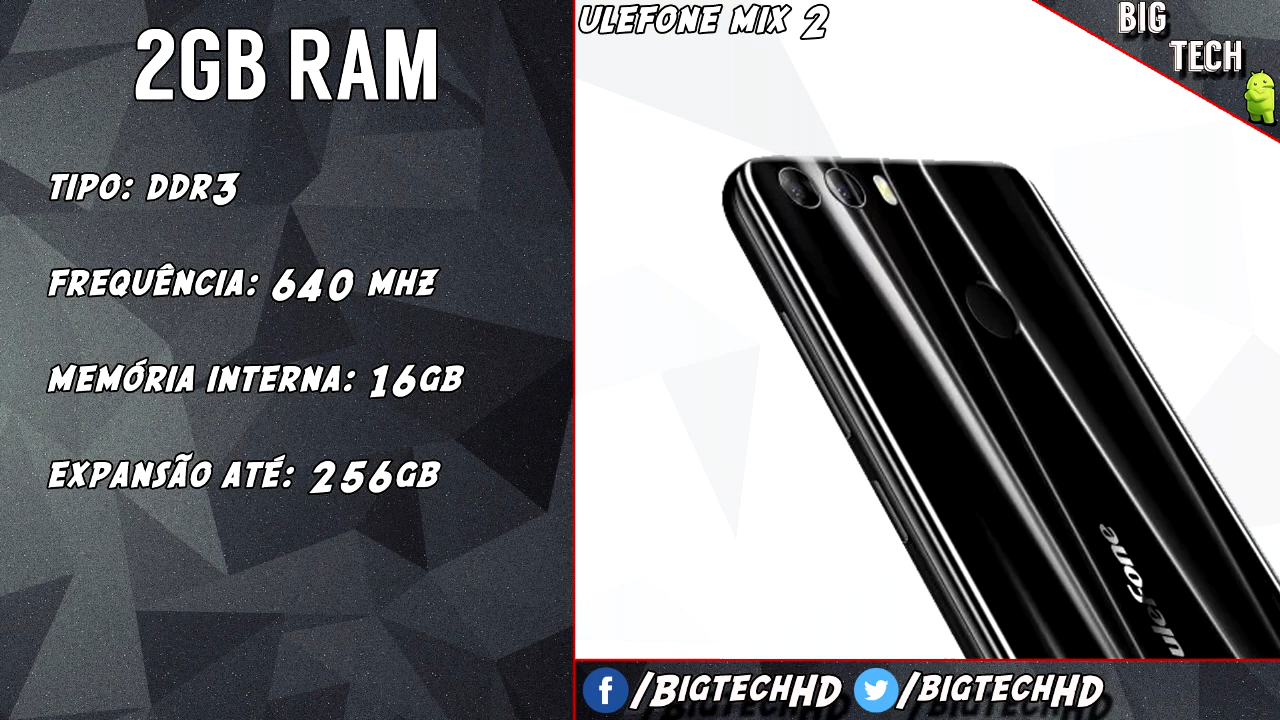 2GB RAM
TIPO: DDR3
FREQUÊNCIA: 640 MHZ
MEMÓRIA INTERNA: 16GB
EXPANSÃO ATÉ: 256GB
ULEFONE MIX 2
BIG
TECH
uleFone
/BIGTECHHD
/BIGTECHHD